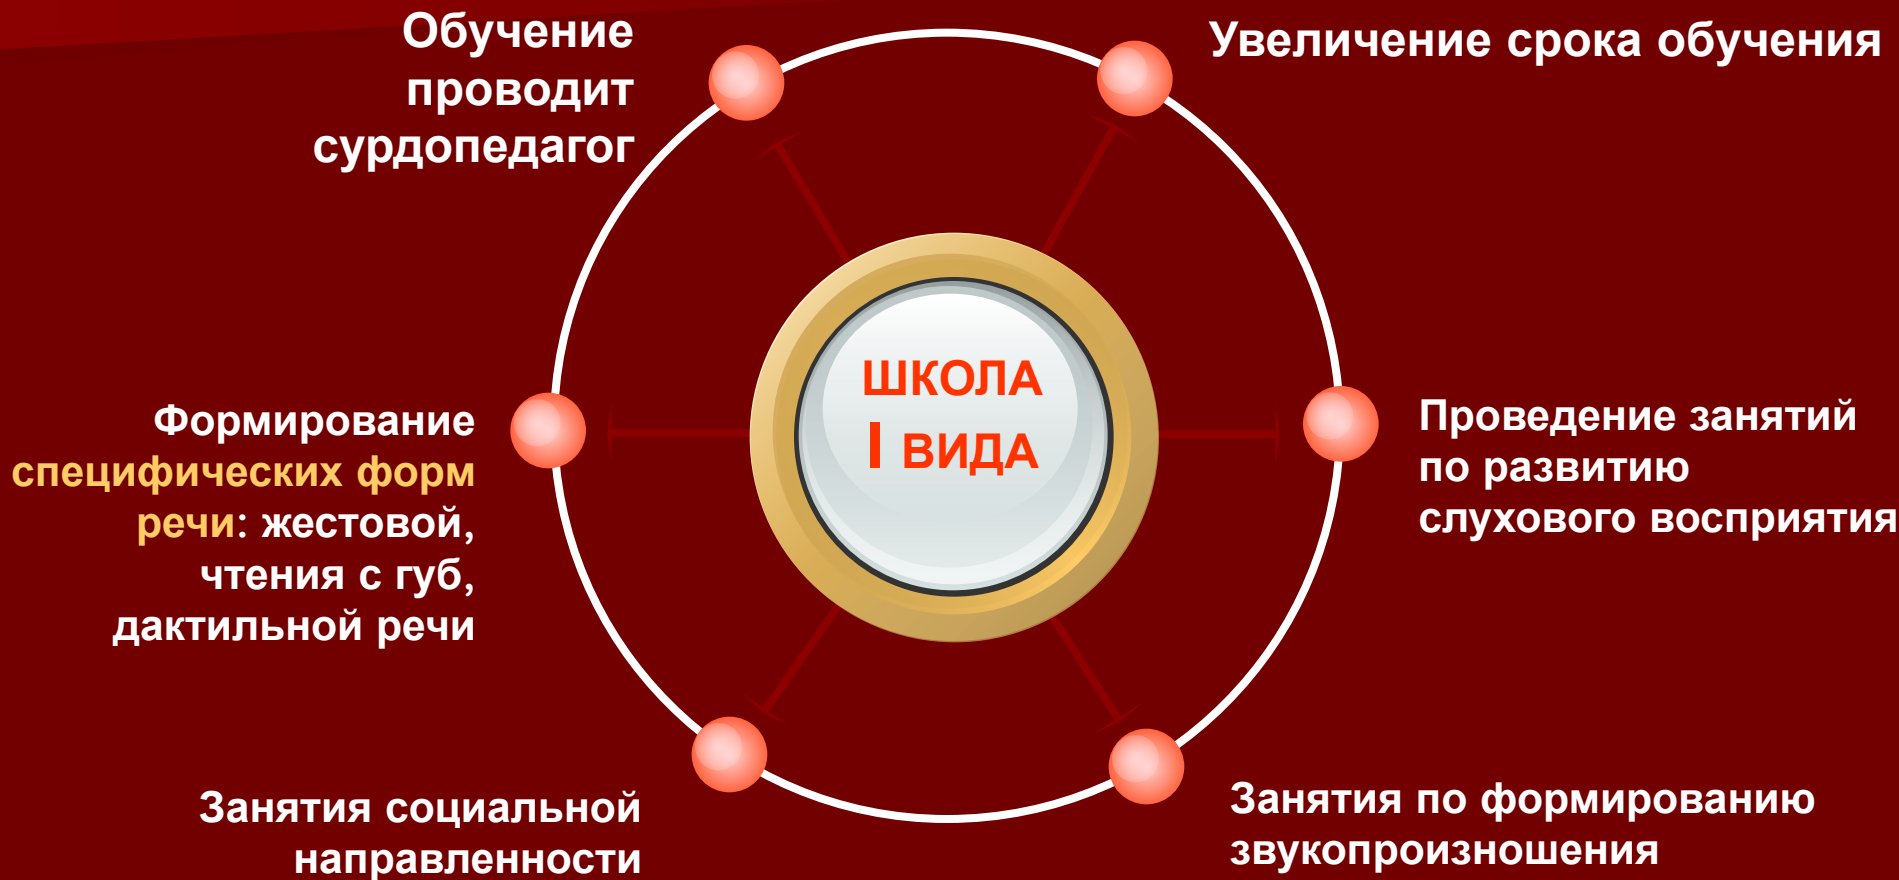 Обучение
проводит
сурдопедагог
Увеличение срока обучения
ШКОЛА
I ВИДА
Формирование
специфических форм
речи: жестовой,
чтения с губ,
дактильной речи
Проведение занятий
по развитию
слухового восприятия
Занятия социальной
направленности
Занятия по формированию
звукопроизношения